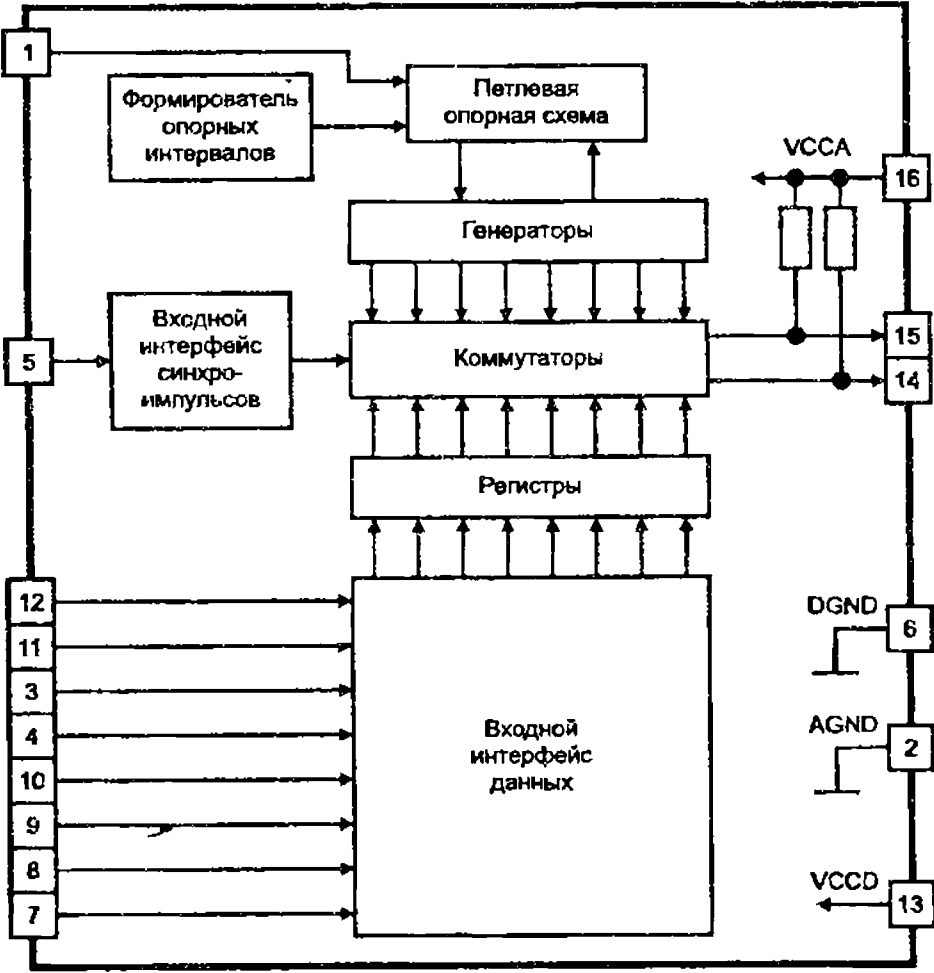 1
Формирователь
опорных
интервалов
Петлевая
опорная схема
VCCA
16
Генераторы
5
Входной
интерфейс
синхро-
импульсов
Коммутаторы
15
14
Регистры
12
11
3
4
10
9
8
7
Входной
интерфейс
данных
DGND
6
AGND
2
VCCD
13